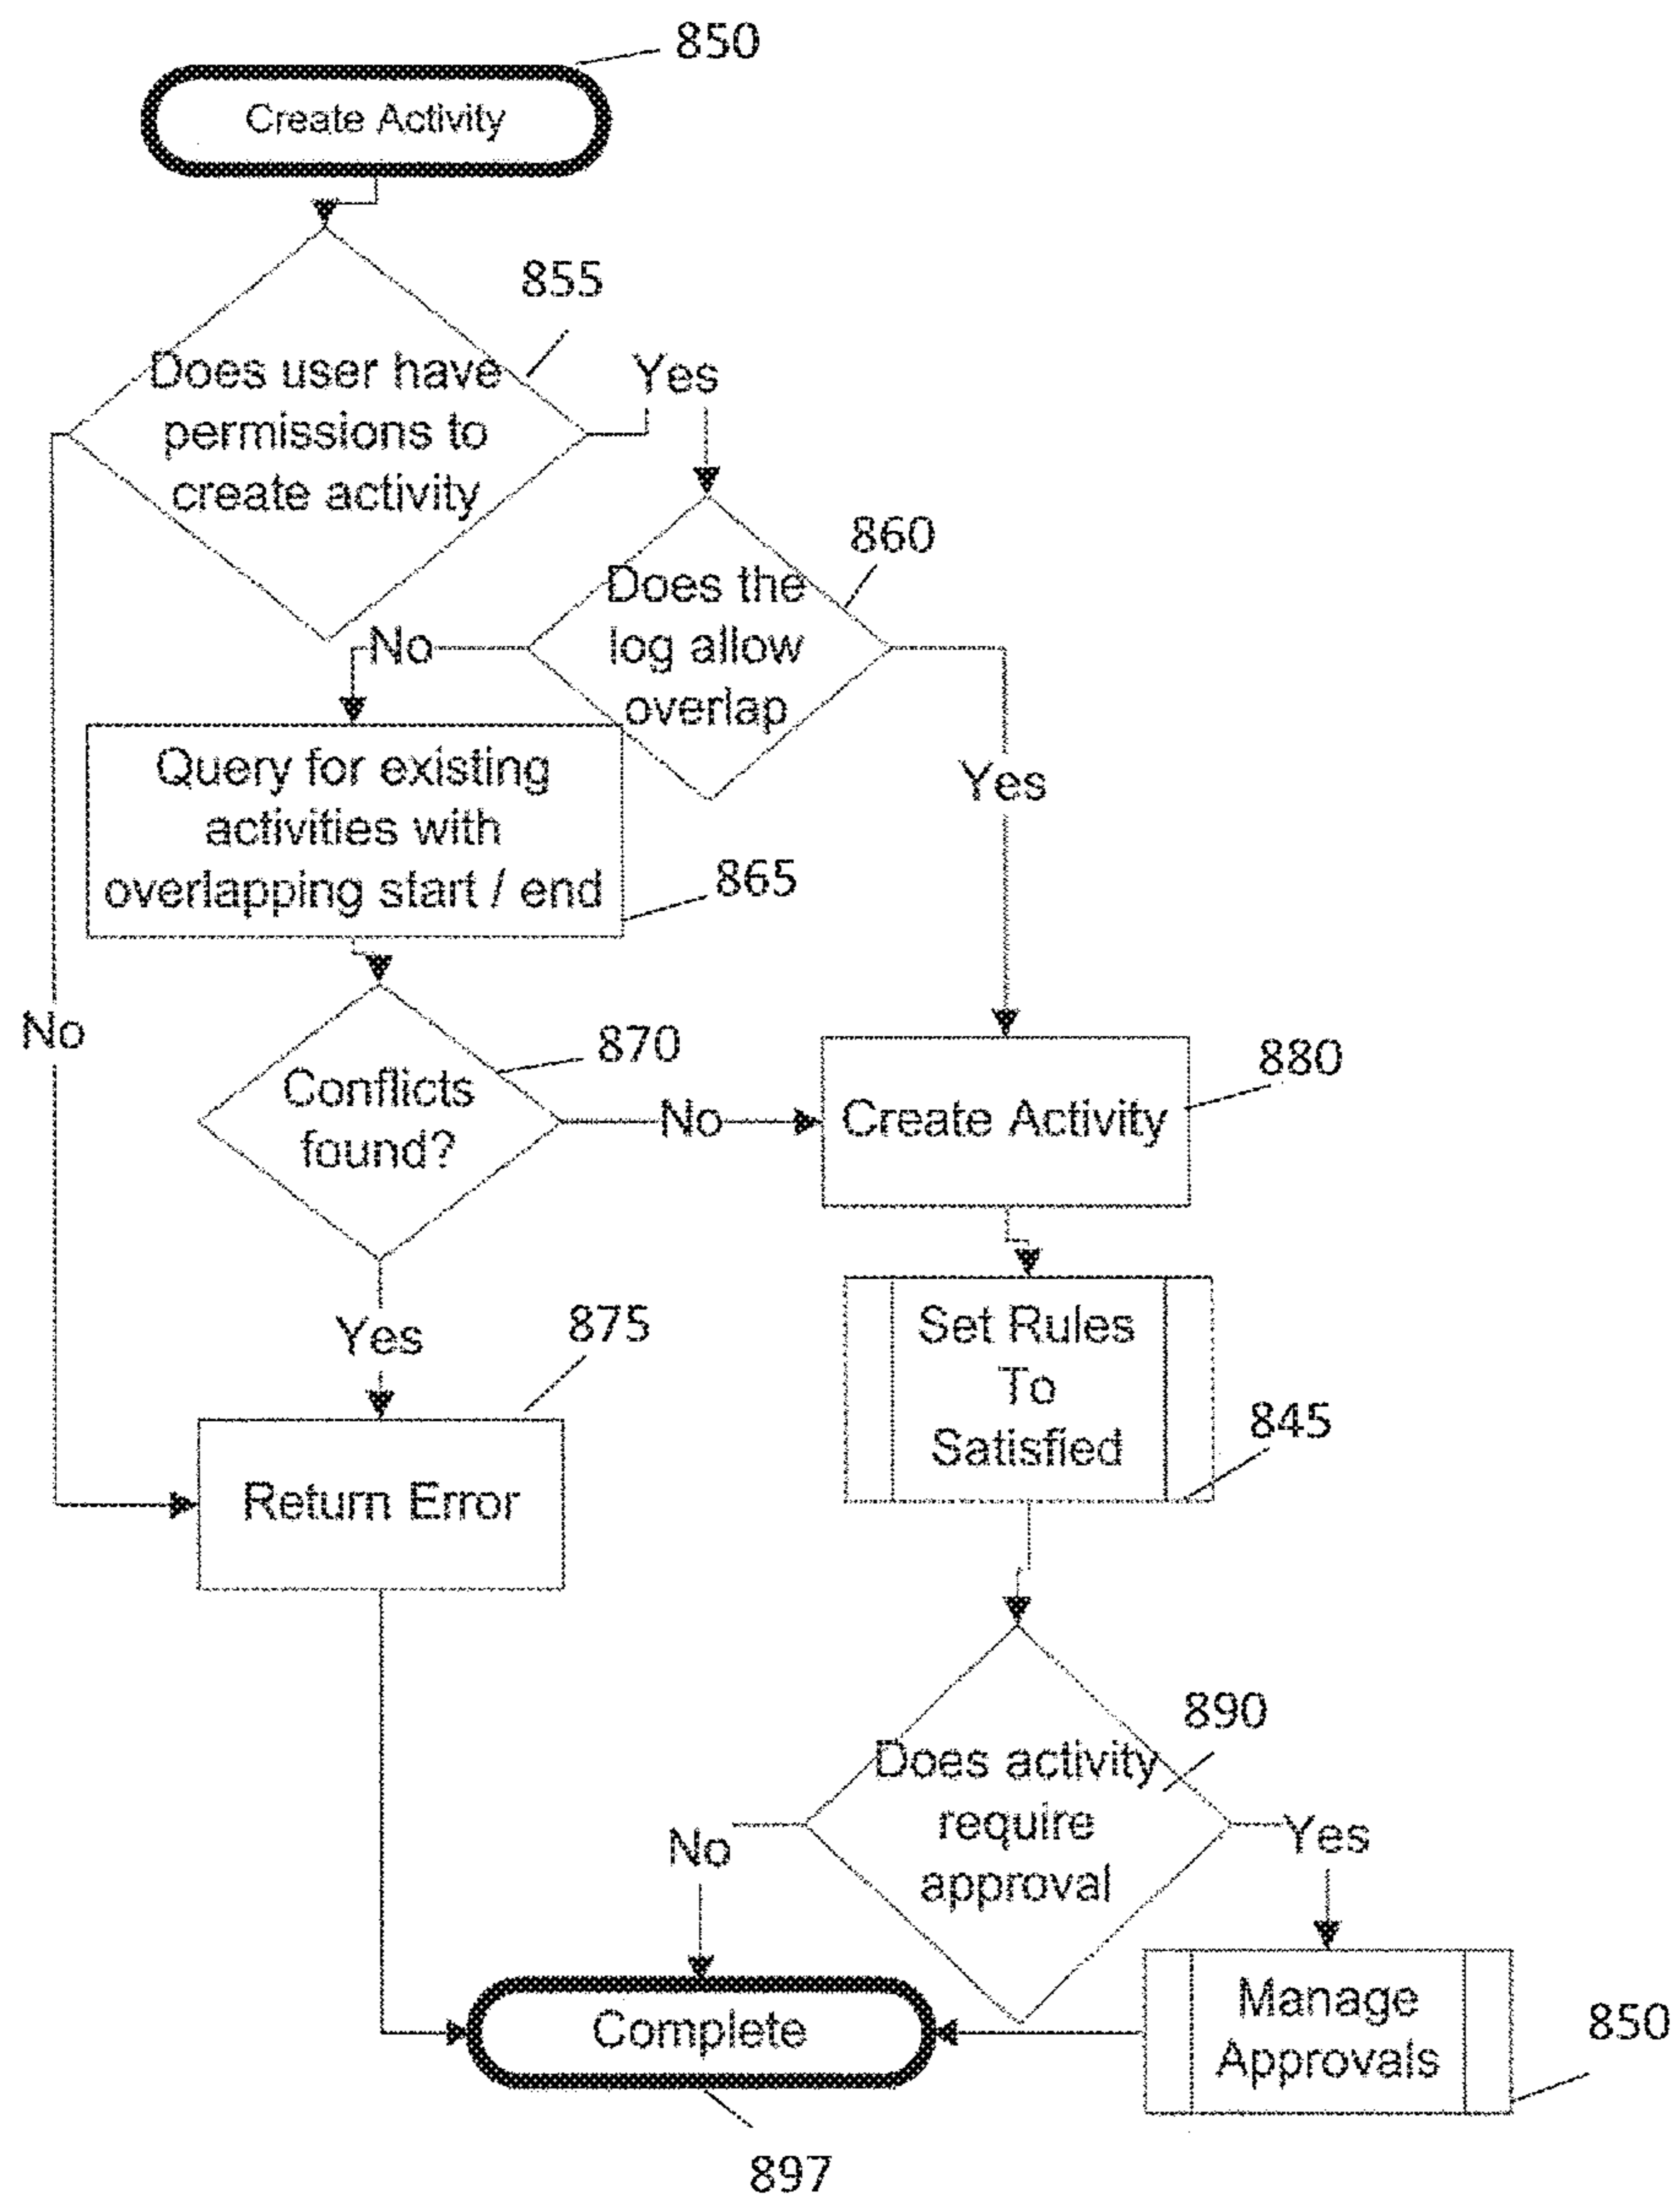 850
Create Activity
855
Does user have
permissions to
create activity
Yes
860
Does the
log allow
overlap
No
Yes
Query for existing
activities with
overlapping start / end
865
No
870
Conflicts
found?
No
880
Create Activity
Yes
875
Return Error
Set Rules
To
Satisfied
845
890
Does activity
require
approval
No
Yes
Manage
Approvals
850
Complete
897